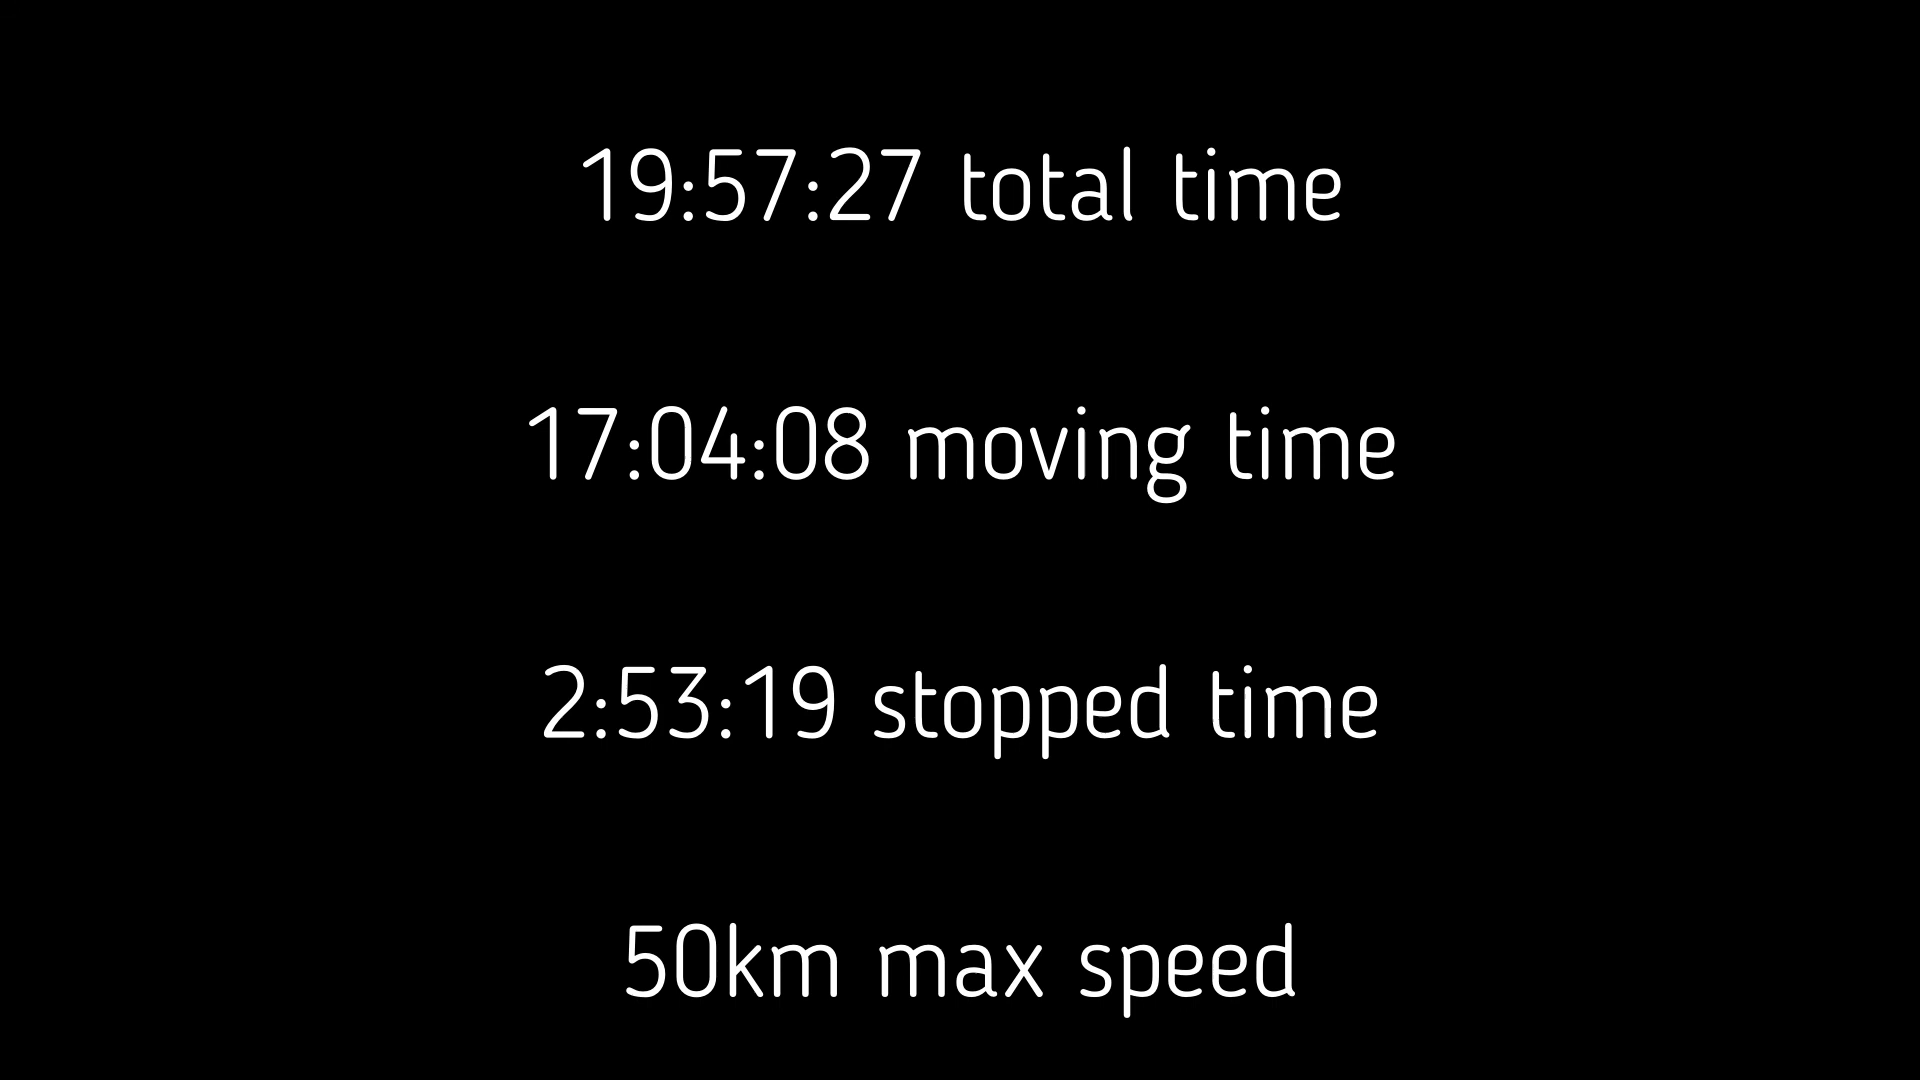 19:57:27 total time
17:04:08 moving time
2:53:19 stopped time
50km max speed